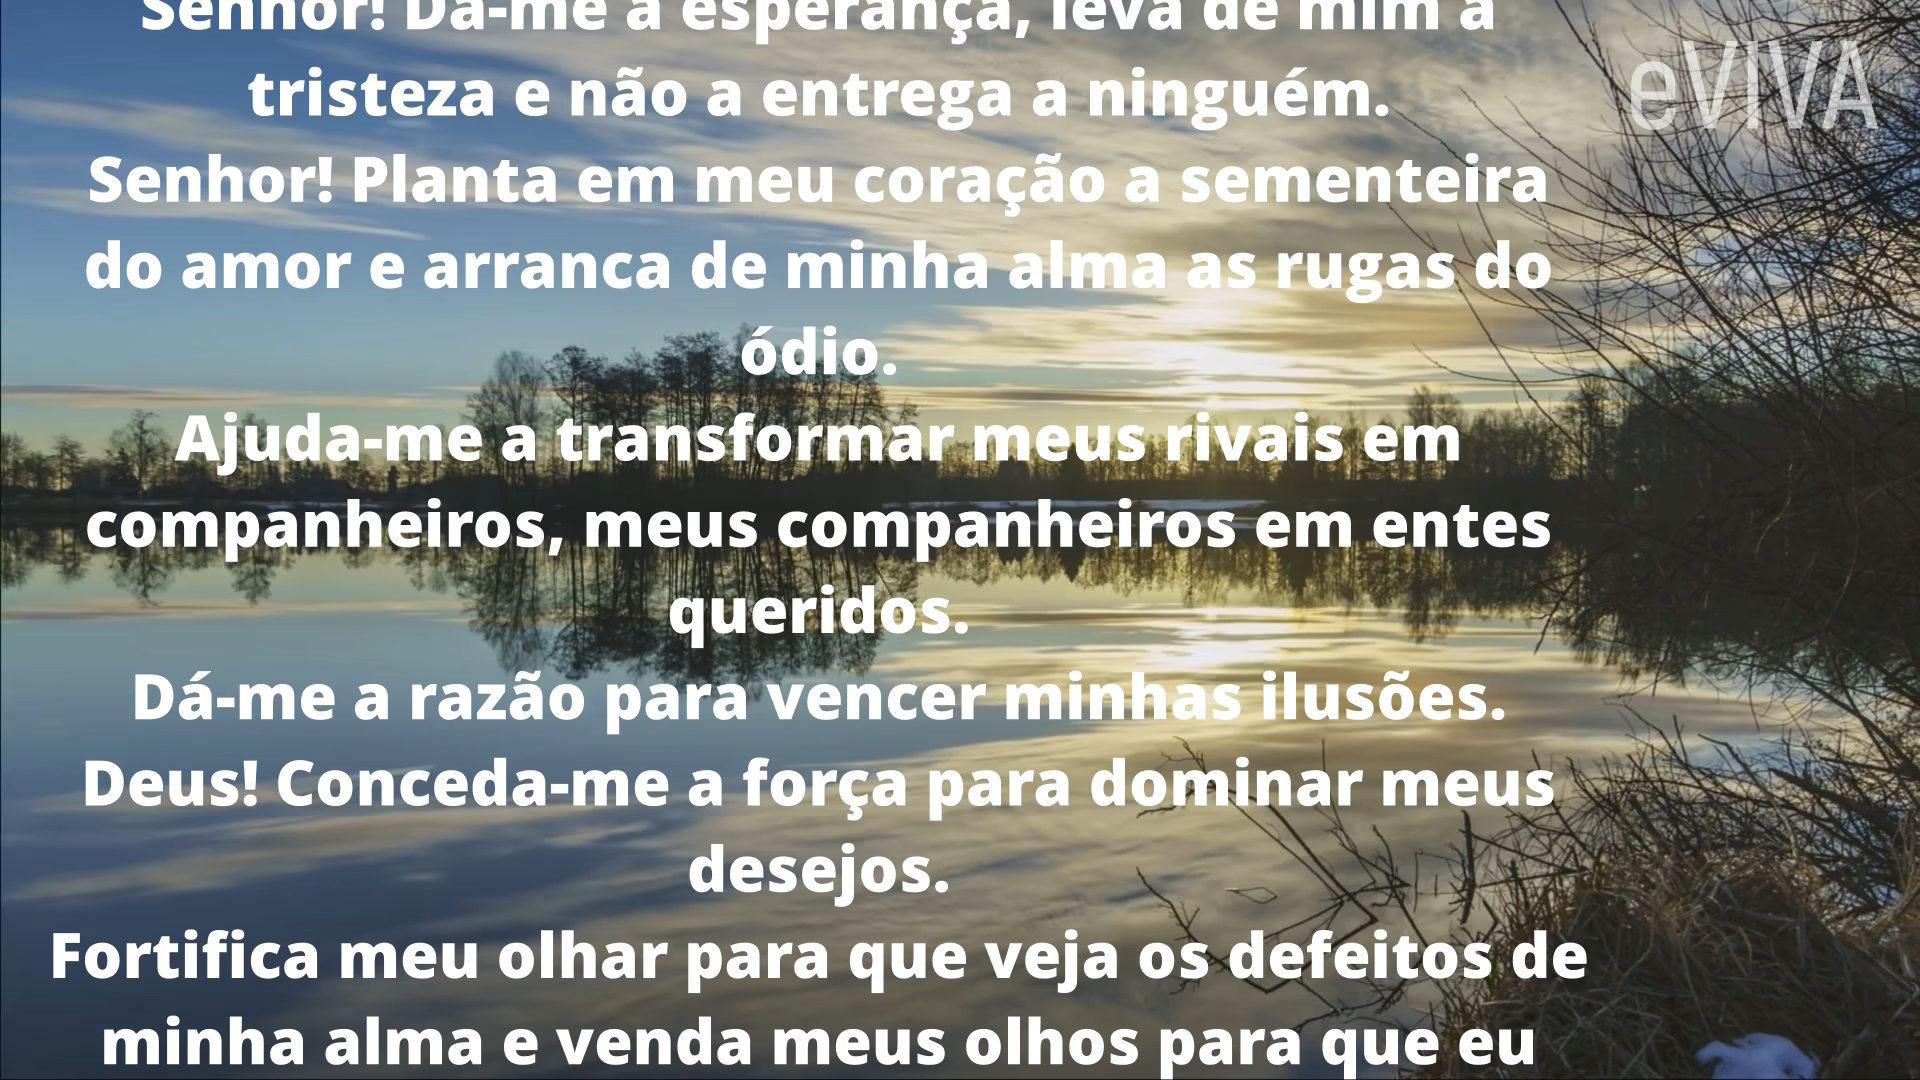 Senhor! Dá-me a esperança, leva de mim a
tristeza e não a entrega a ninguém.
Senhor! Planta em meu coração a sementeira
do amor e arranca de minha alma as rugas do
ódio.
Ajuda-me a transformar meus rivais em
companheiros, meus companheiros em entes
queridos.
Dá-me a razão para vencer minhas ilusões.
Deus! Conceda-me a força para dominar meus
desejos.
Fortifica meu olhar para que veja os defeitos de
minha alma e venda meus olhos para que eu
eVIVA